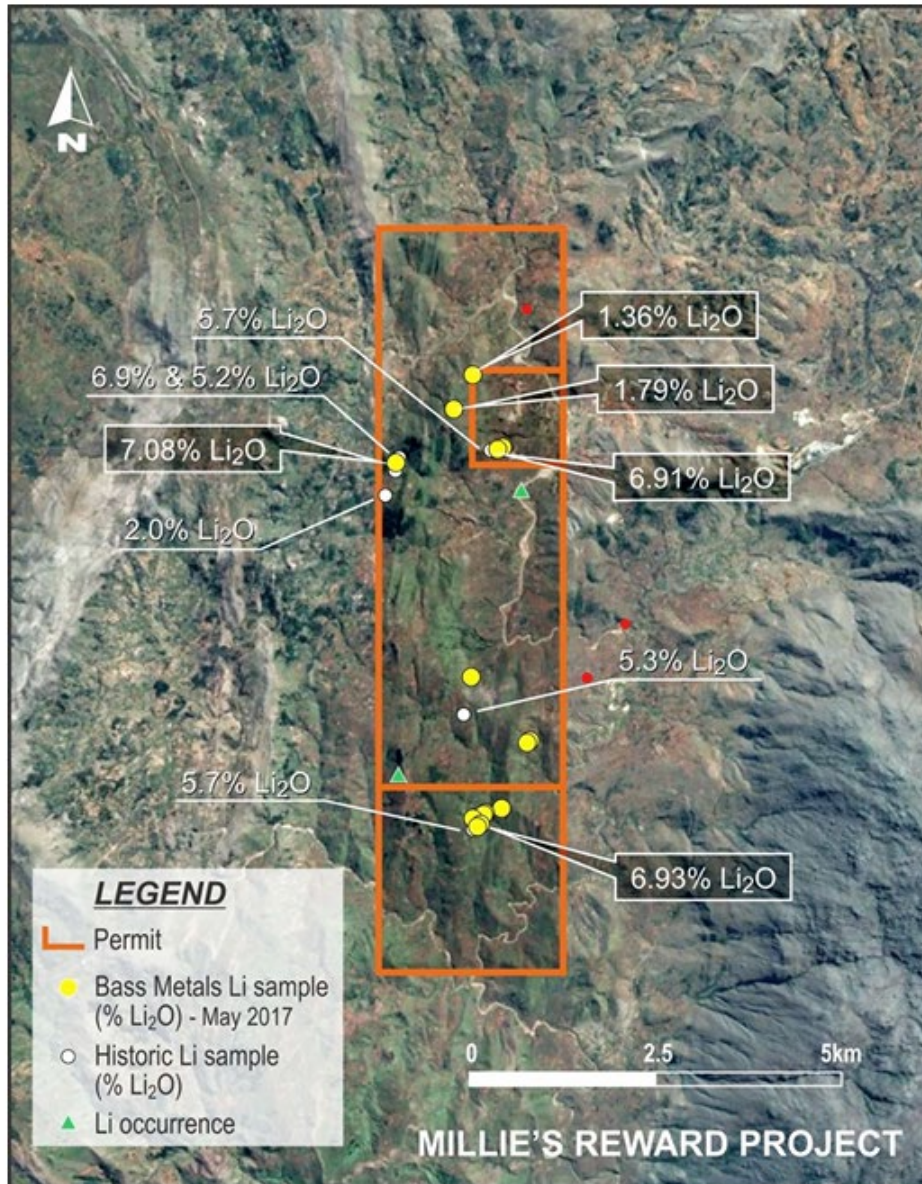 N
5.7% Li₂O
1.36% Li₂O
6.9% & 5.2% Li₂O
1.79% Li₂O
7.08% Li₂O
6.91% Li₂O
2.0% Li₂O
5.3% Li₂O
5.7% Li₂O
6.93% Li₂O
LEGEND
Permit
Bass Metals Li sample
(% Li₂O) - May 2017
Historic Li sample
(% Li₂O)
Li occurrence
0 2.5 5km
MILLIE'S REWARD PROJECT